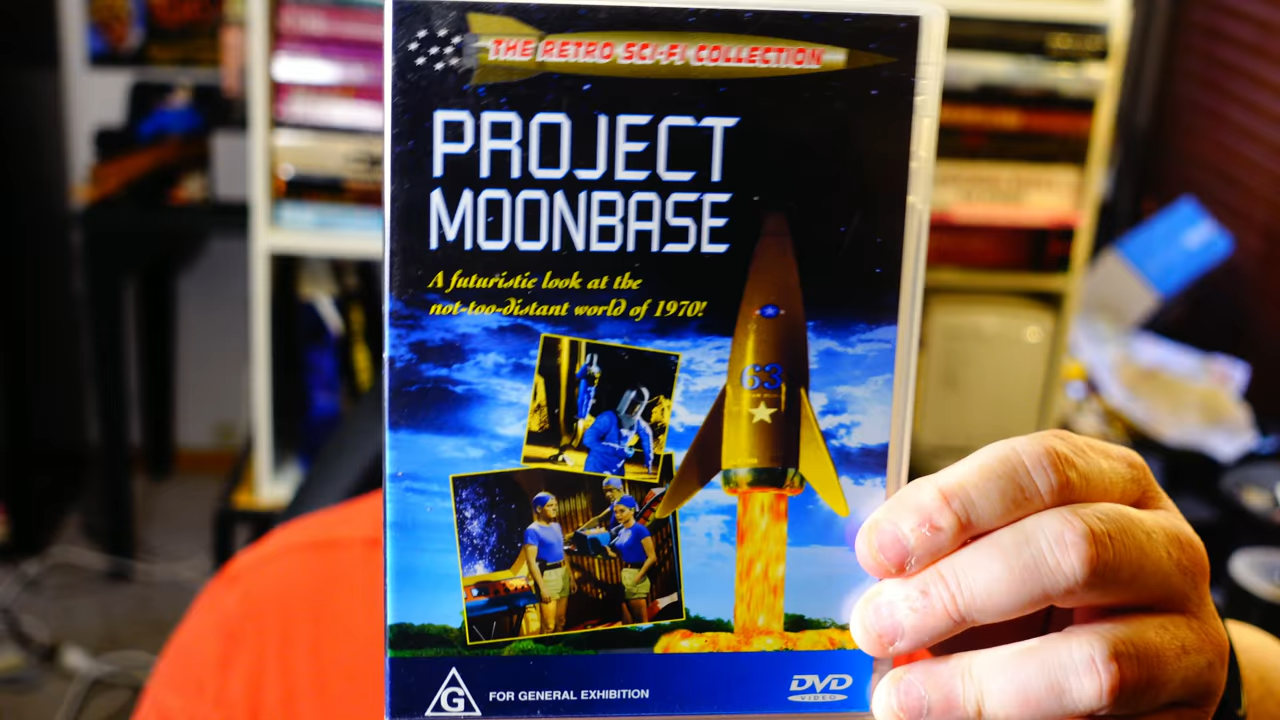 THE RETRO SCI-FI COLLECTION
PROJECT
MOONBASE
A futuristic look at the
not-too-distant world of 1970!
63
G
FOR GENERAL EXHIBITION
DVD
VIDEO